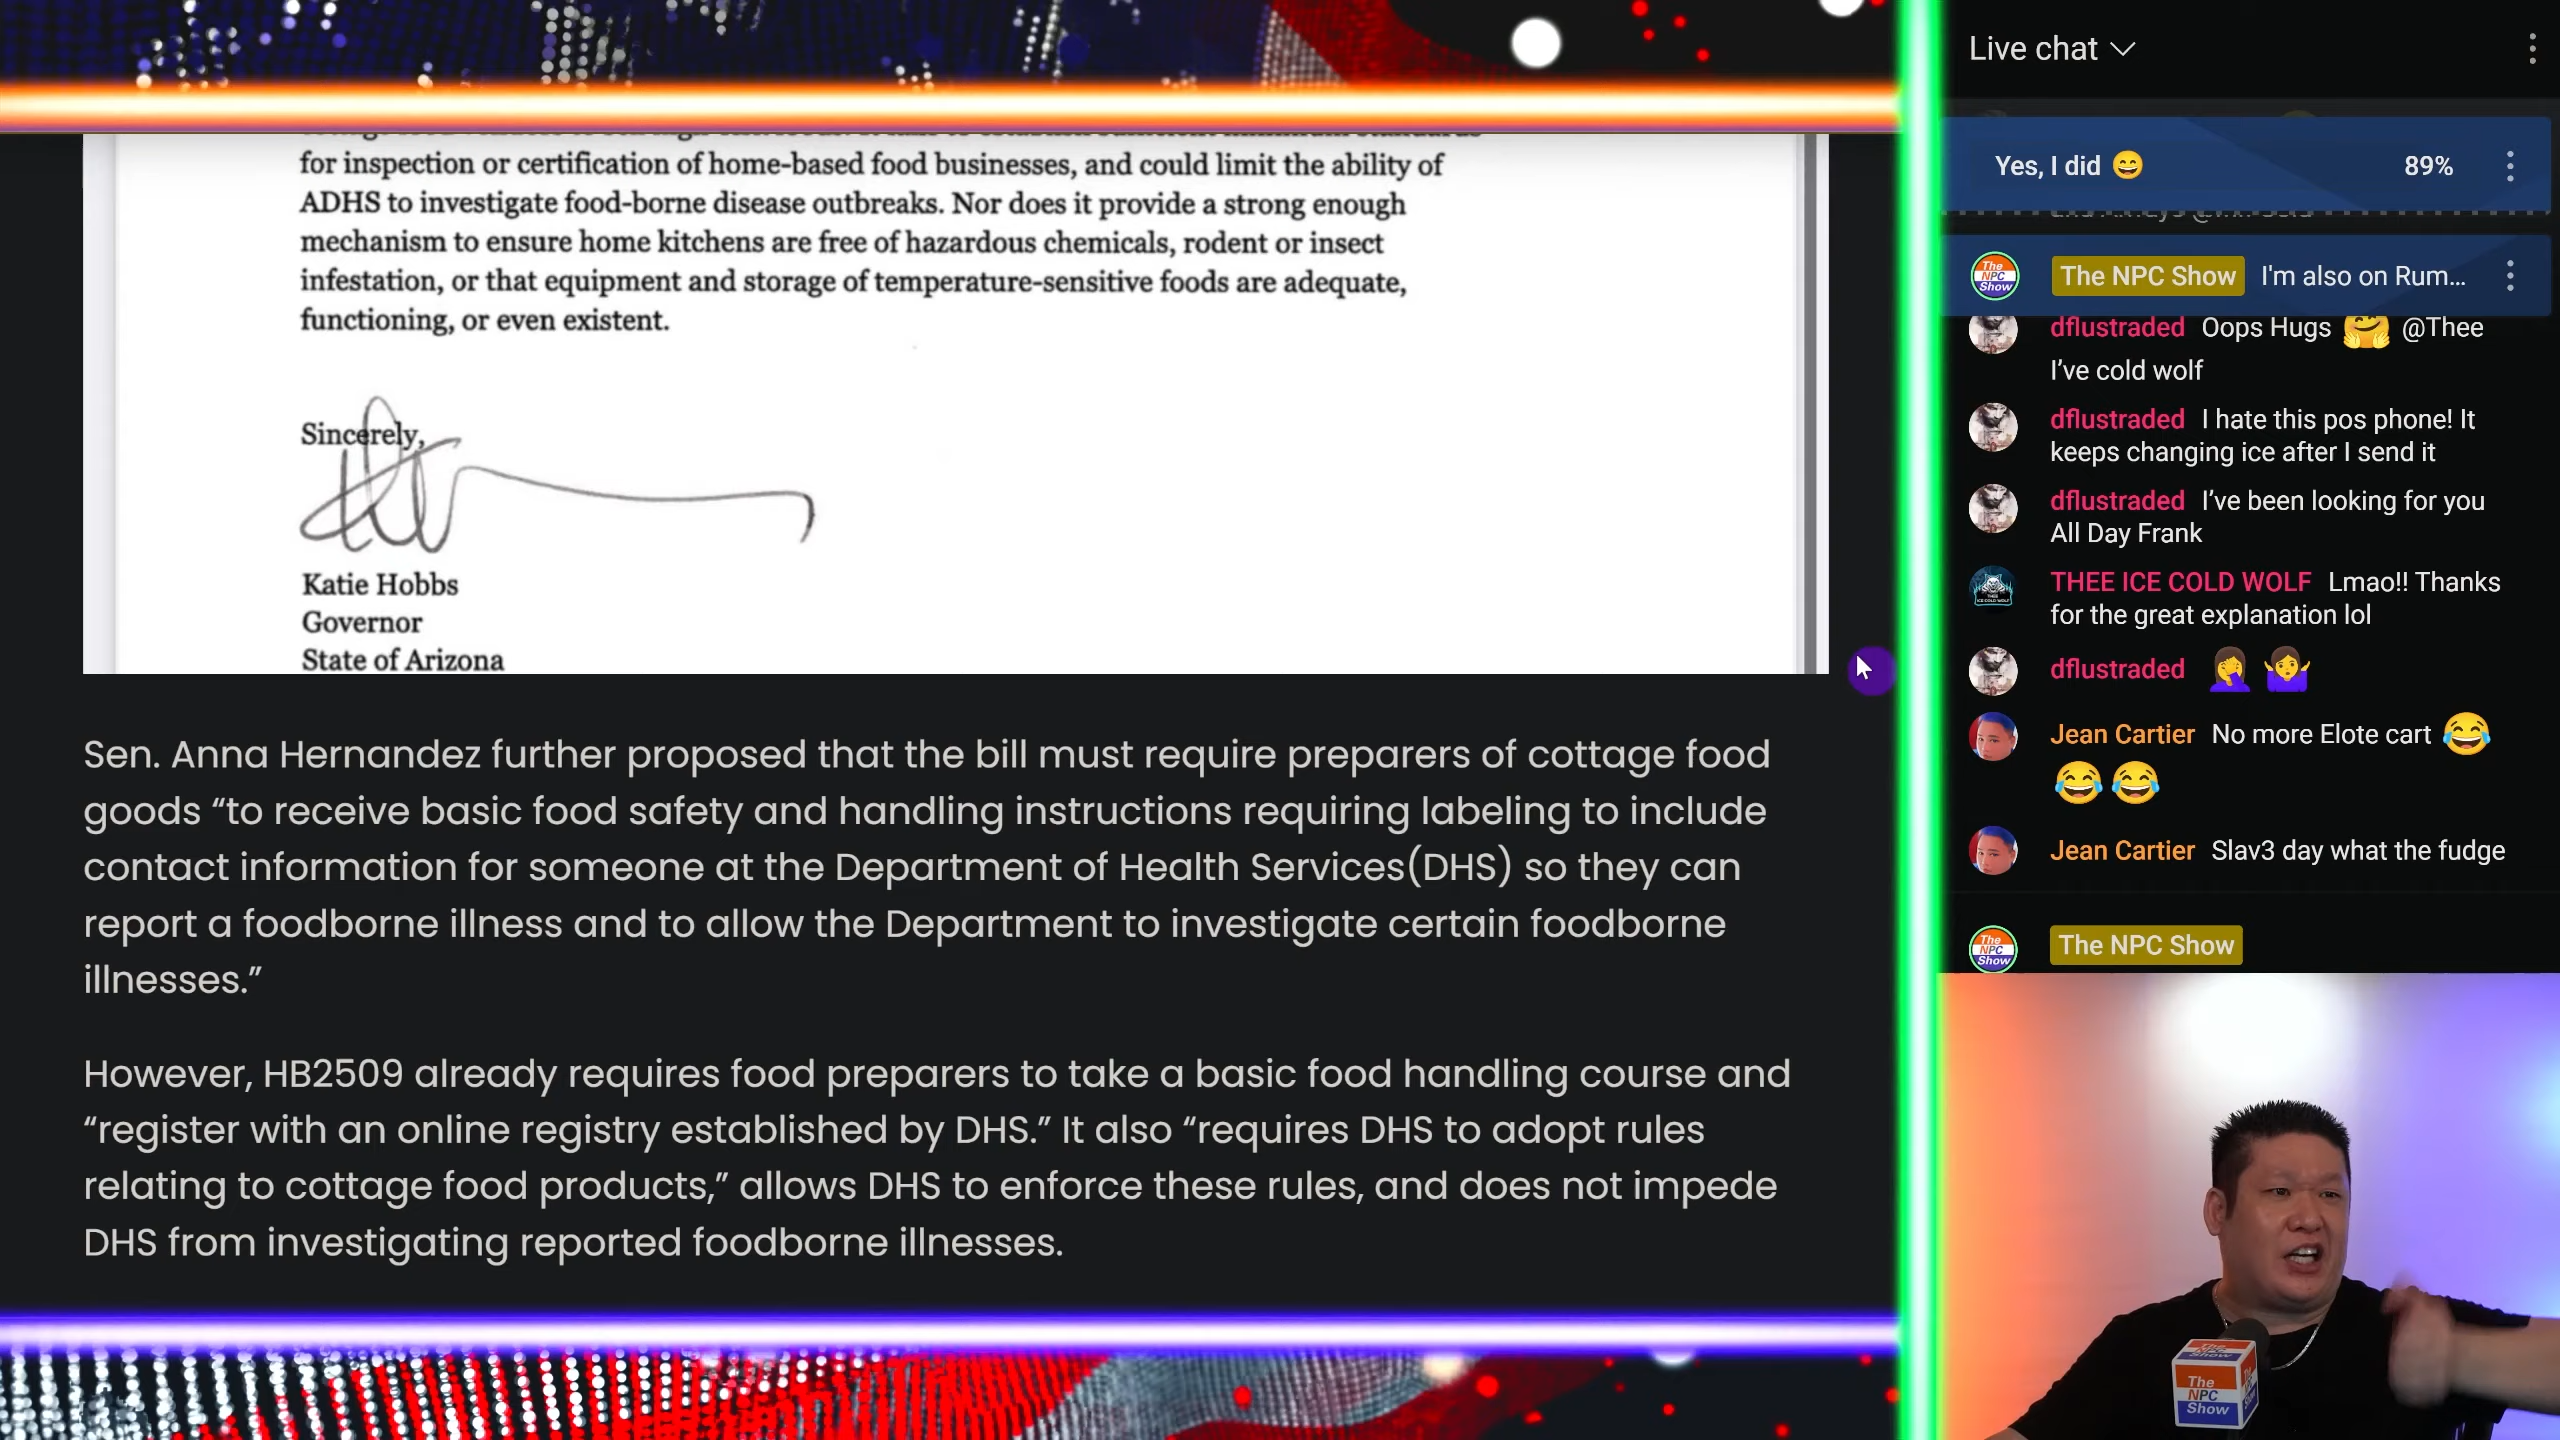 for inspection or certification of home-based food businesses, and could limit the ability of
ADHS to investigate food-borne disease outbreaks. Nor does it provide a strong enough
mechanism to ensure home kitchens are free of hazardous chemicals, rodent or insect
infestation, or that equipment and storage of temperature-sensitive foods are adequate,
functioning, or even existent.
Sincerely,
Katie Hobbs
Governor
State of Arizona
Sen. Anna Hernandez further proposed that the bill must require preparers of cottage food
goods “to receive basic food safety and handling instructions requiring labeling to include
contact information for someone at the Department of Health Services(DHS) so they can
report a foodborne illness and to allow the Department to investigate certain foodborne
illnesses.”
However, HB2509 already requires food preparers to take a basic food handling course and
“register with an online registry established by DHS.” It also “requires DHS to adopt rules
relating to cottage food products,” allows DHS to enforce these rules, and does not impede
DHS from investigating reported foodborne illnesses.
Live chat
Yes, I did 😄 89%
The NPC Show I'm also on Rum...
dflustraded Oops Hugs 🤗 @Thee
I’ve cold wolf
dflustraded I hate this pos phone! It
keeps changing ice after I send it
dflustraded I’ve been looking for you
All Day Frank
THEE ICE COLD WOLF Lmao!! Thanks
for the great explanation lol
dflustraded 🤦‍♀️ 🤷‍♀️
Jean Cartier No more Elote cart 😂
😂😂
Jean Cartier Slav3 day what the fudge
The NPC Show
The
NPC
Show